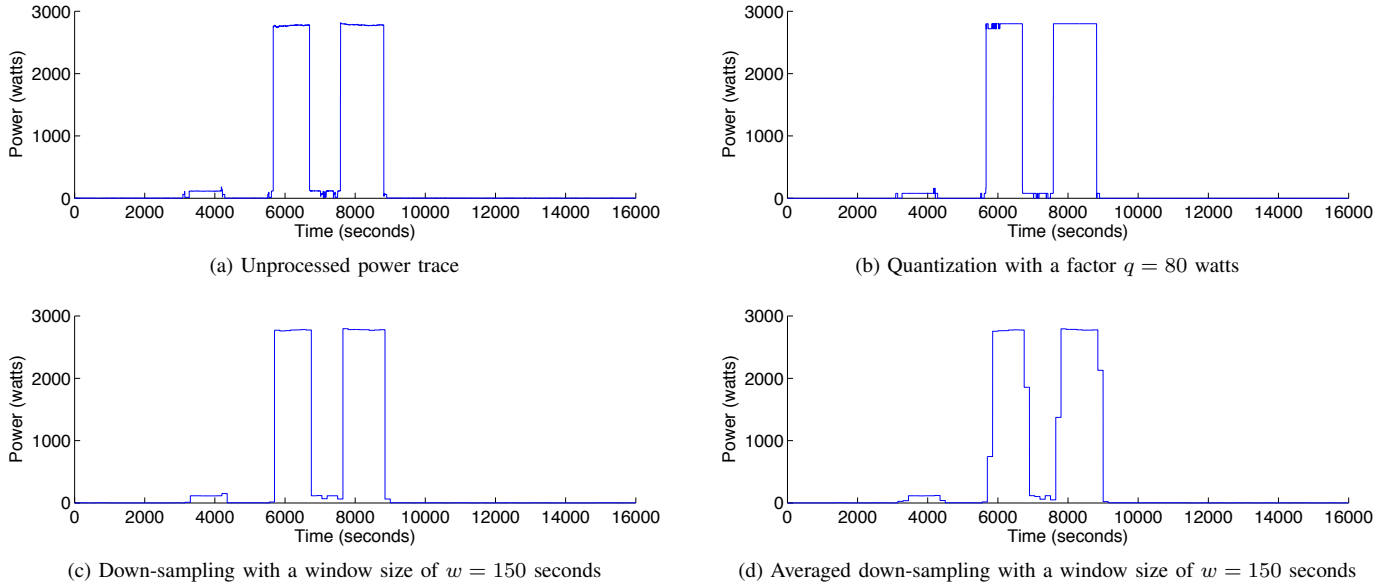 3000
2000
1000
0
Power (watts)
0 2000 4000 6000 8000 10000 12000 14000 16000
Time (seconds)
(a) Unprocessed power trace
3000
2000
1000
0
Power (watts)
0 2000 4000 6000 8000 10000 12000 14000 16000
Time (seconds)
(b) Quantization with a factor q = 80 watts
3000
2000
1000
0
Power (watts)
0 2000 4000 6000 8000 10000 12000 14000 16000
Time (seconds)
(c) Down-sampling with a window size of w = 150 seconds
3000
2000
1000
0
Power (watts)
0 2000 4000 6000 8000 10000 12000 14000 16000
Time (seconds)
(d) Averaged down-sampling with a window size of w = 150 seconds